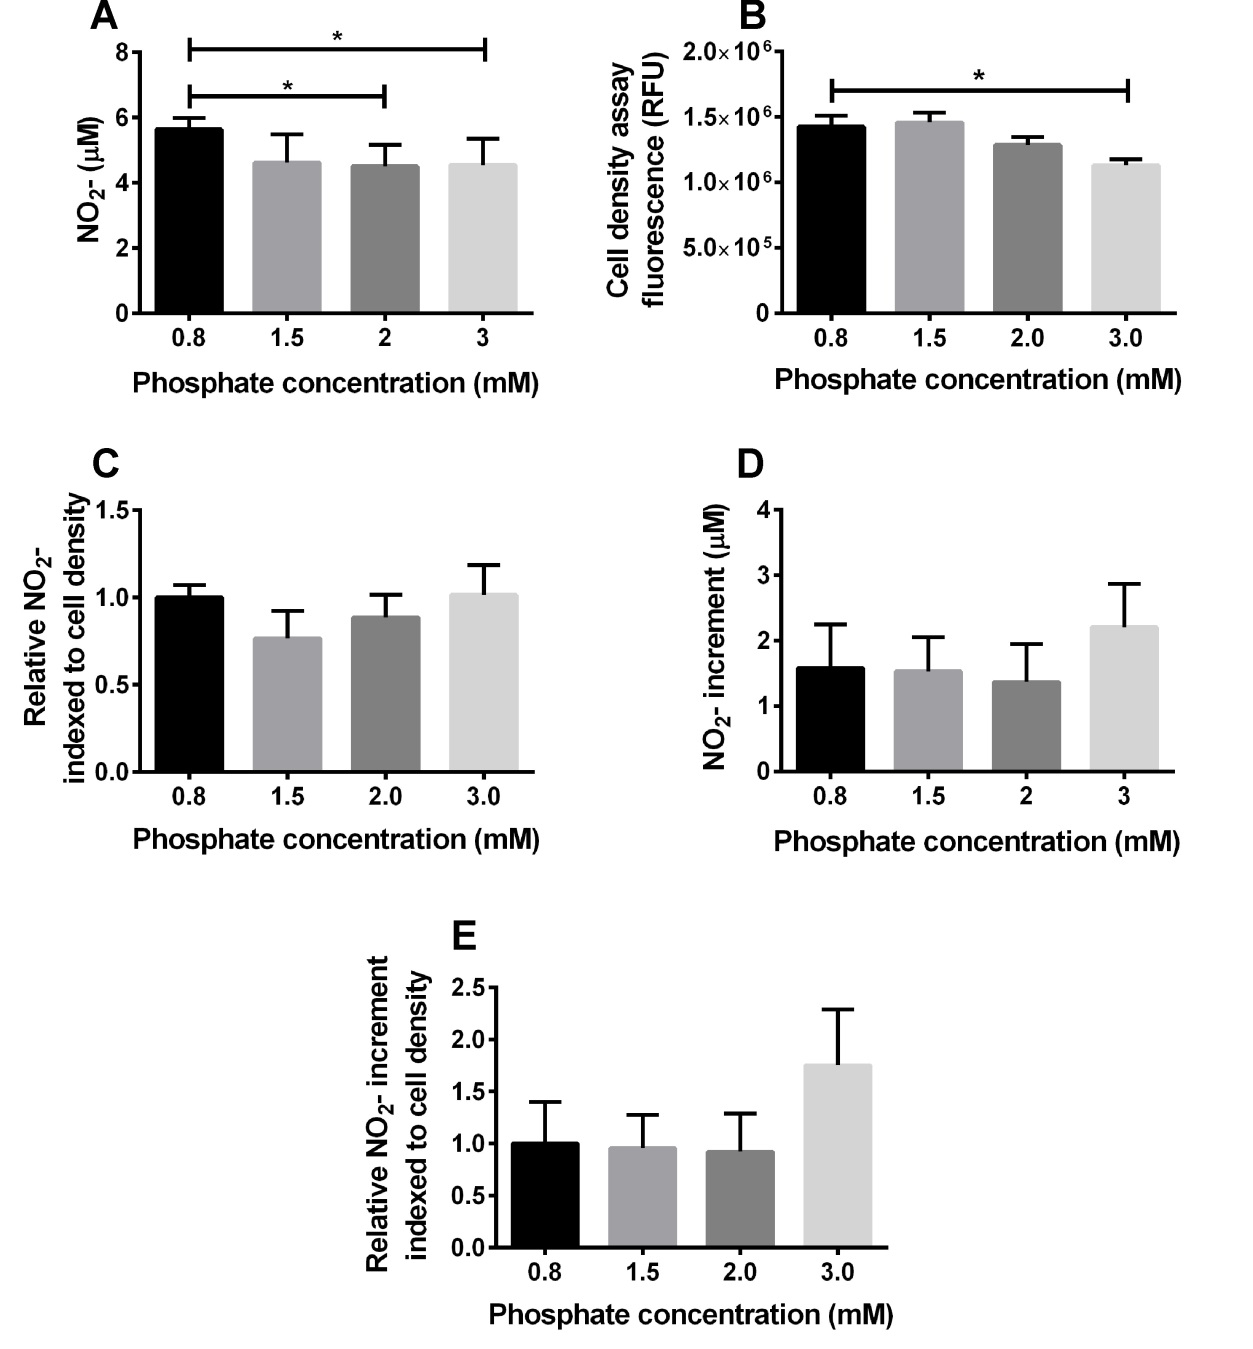 A
NO₂- (μM)
8
6
4
2
0
*
*
0.8 1.5 2 3
Phosphate concentration (mM)
B
Cell density assay
fluorescence (RFU)
2.0×10⁶
1.5×10⁶
1.0×10⁶
5.0×10⁵
0
*
0.8 1.5 2.0 3.0
Phosphate concentration (mM)
C
Relative NO₂-
indexed to cell density
1.5
1.0
0.5
0.0
0.8 1.5 2.0 3.0
Phosphate concentration (mM)
D
NO₂- increment (μM)
4
3
2
1
0
0.8 1.5 2 3
Phosphate concentration (mM)
E
Relative NO₂- increment
indexed to cell density
2.5
2.0
1.5
1.0
0.5
0.0
0.8 1.5 2.0 3.0
Phosphate concentration (mM)